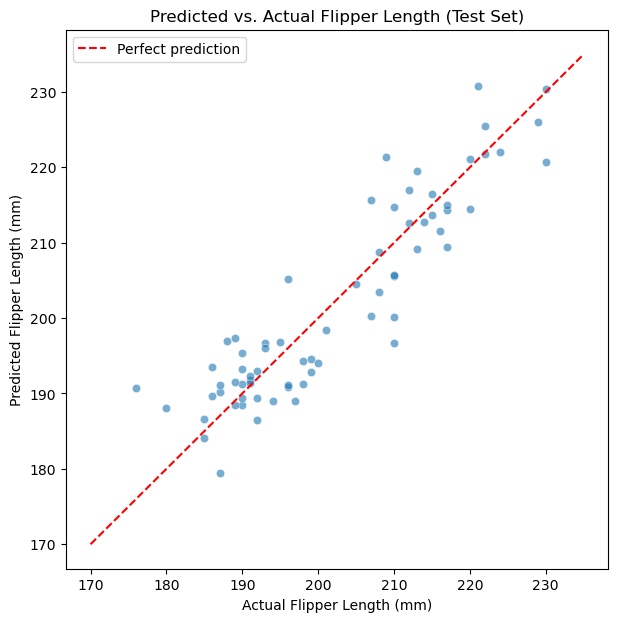 Predicted vs. Actual Flipper Length (Test Set)
Perfect prediction
230
220
210
200
190
180
170
Predicted Flipper Length (mm)
170 180 190 200 210 220 230
Actual Flipper Length (mm)